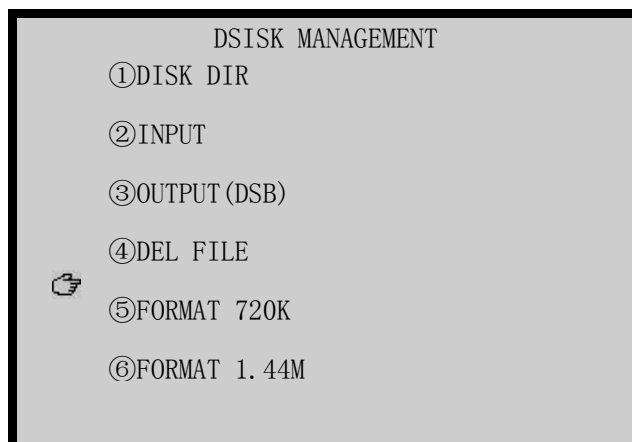 DSISK MANAGEMENT
①DISK DIR
②INPUT
③OUTPUT(DSB)
④DEL FILE
⑤FORMAT 720K
⑥FORMAT 1.44M